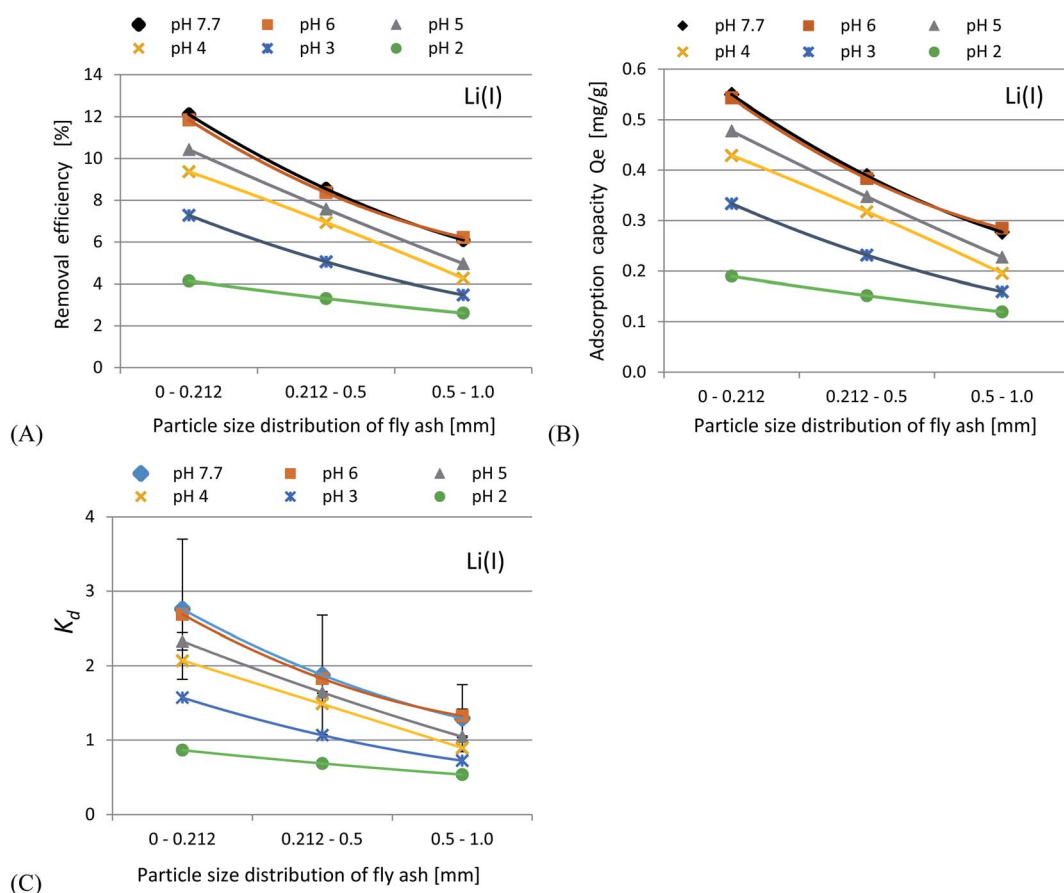 pH 7.7 pH 6 pH 5
pH 4 pH 3 pH 2
Li(I)
Removal efficiency [%]
14
12
10
8
6
4
2
0
0 - 0.212 0.212 - 0.5 0.5 - 1.0
Particle size distribution of fly ash [mm]
(A)
pH 7.7 pH 6 pH 5
pH 4 pH 3 pH 2
Li(I)
Adsorption capacity Qe [mg/g]
0.6
0.5
0.4
0.3
0.2
0.1
0.0
0 - 0.212 0.212 - 0.5 0.5 - 1.0
Particle size distribution of fly ash [mm]
(B)
pH 7.7 pH 6 pH 5
pH 4 pH 3 pH 2
Li(I)
Kd
4
3
2
1
0
0 - 0.212 0.212 - 0.5 0.5 - 1.0
Particle size distribution of fly ash [mm]
(C)